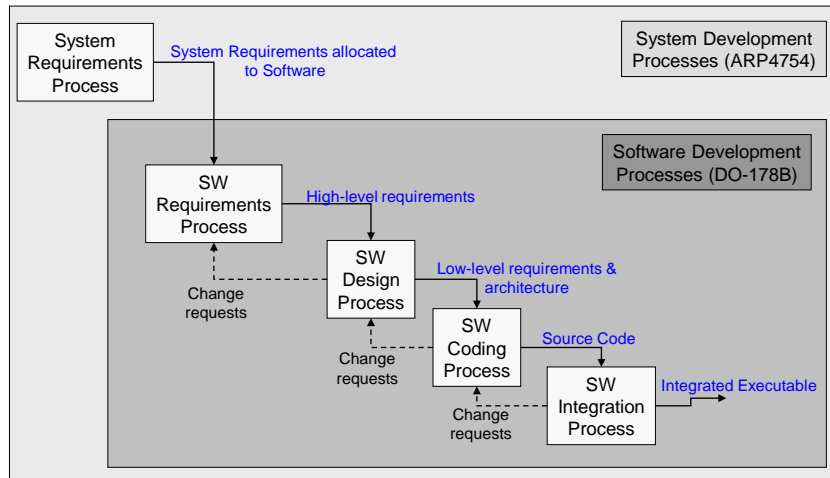 System
Requirements
Process
System Requirements allocated
to Software
System Development
Processes (ARP4754)
Software Development
Processes (DO-178B)
SW
Requirements
Process
High-level requirements
SW
Design
Process
Change
requests
Low-level requirements &
architecture
SW
Coding
Process
Change
requests
Source Code
SW
Integration
Process
Change
requests
Integrated Executable